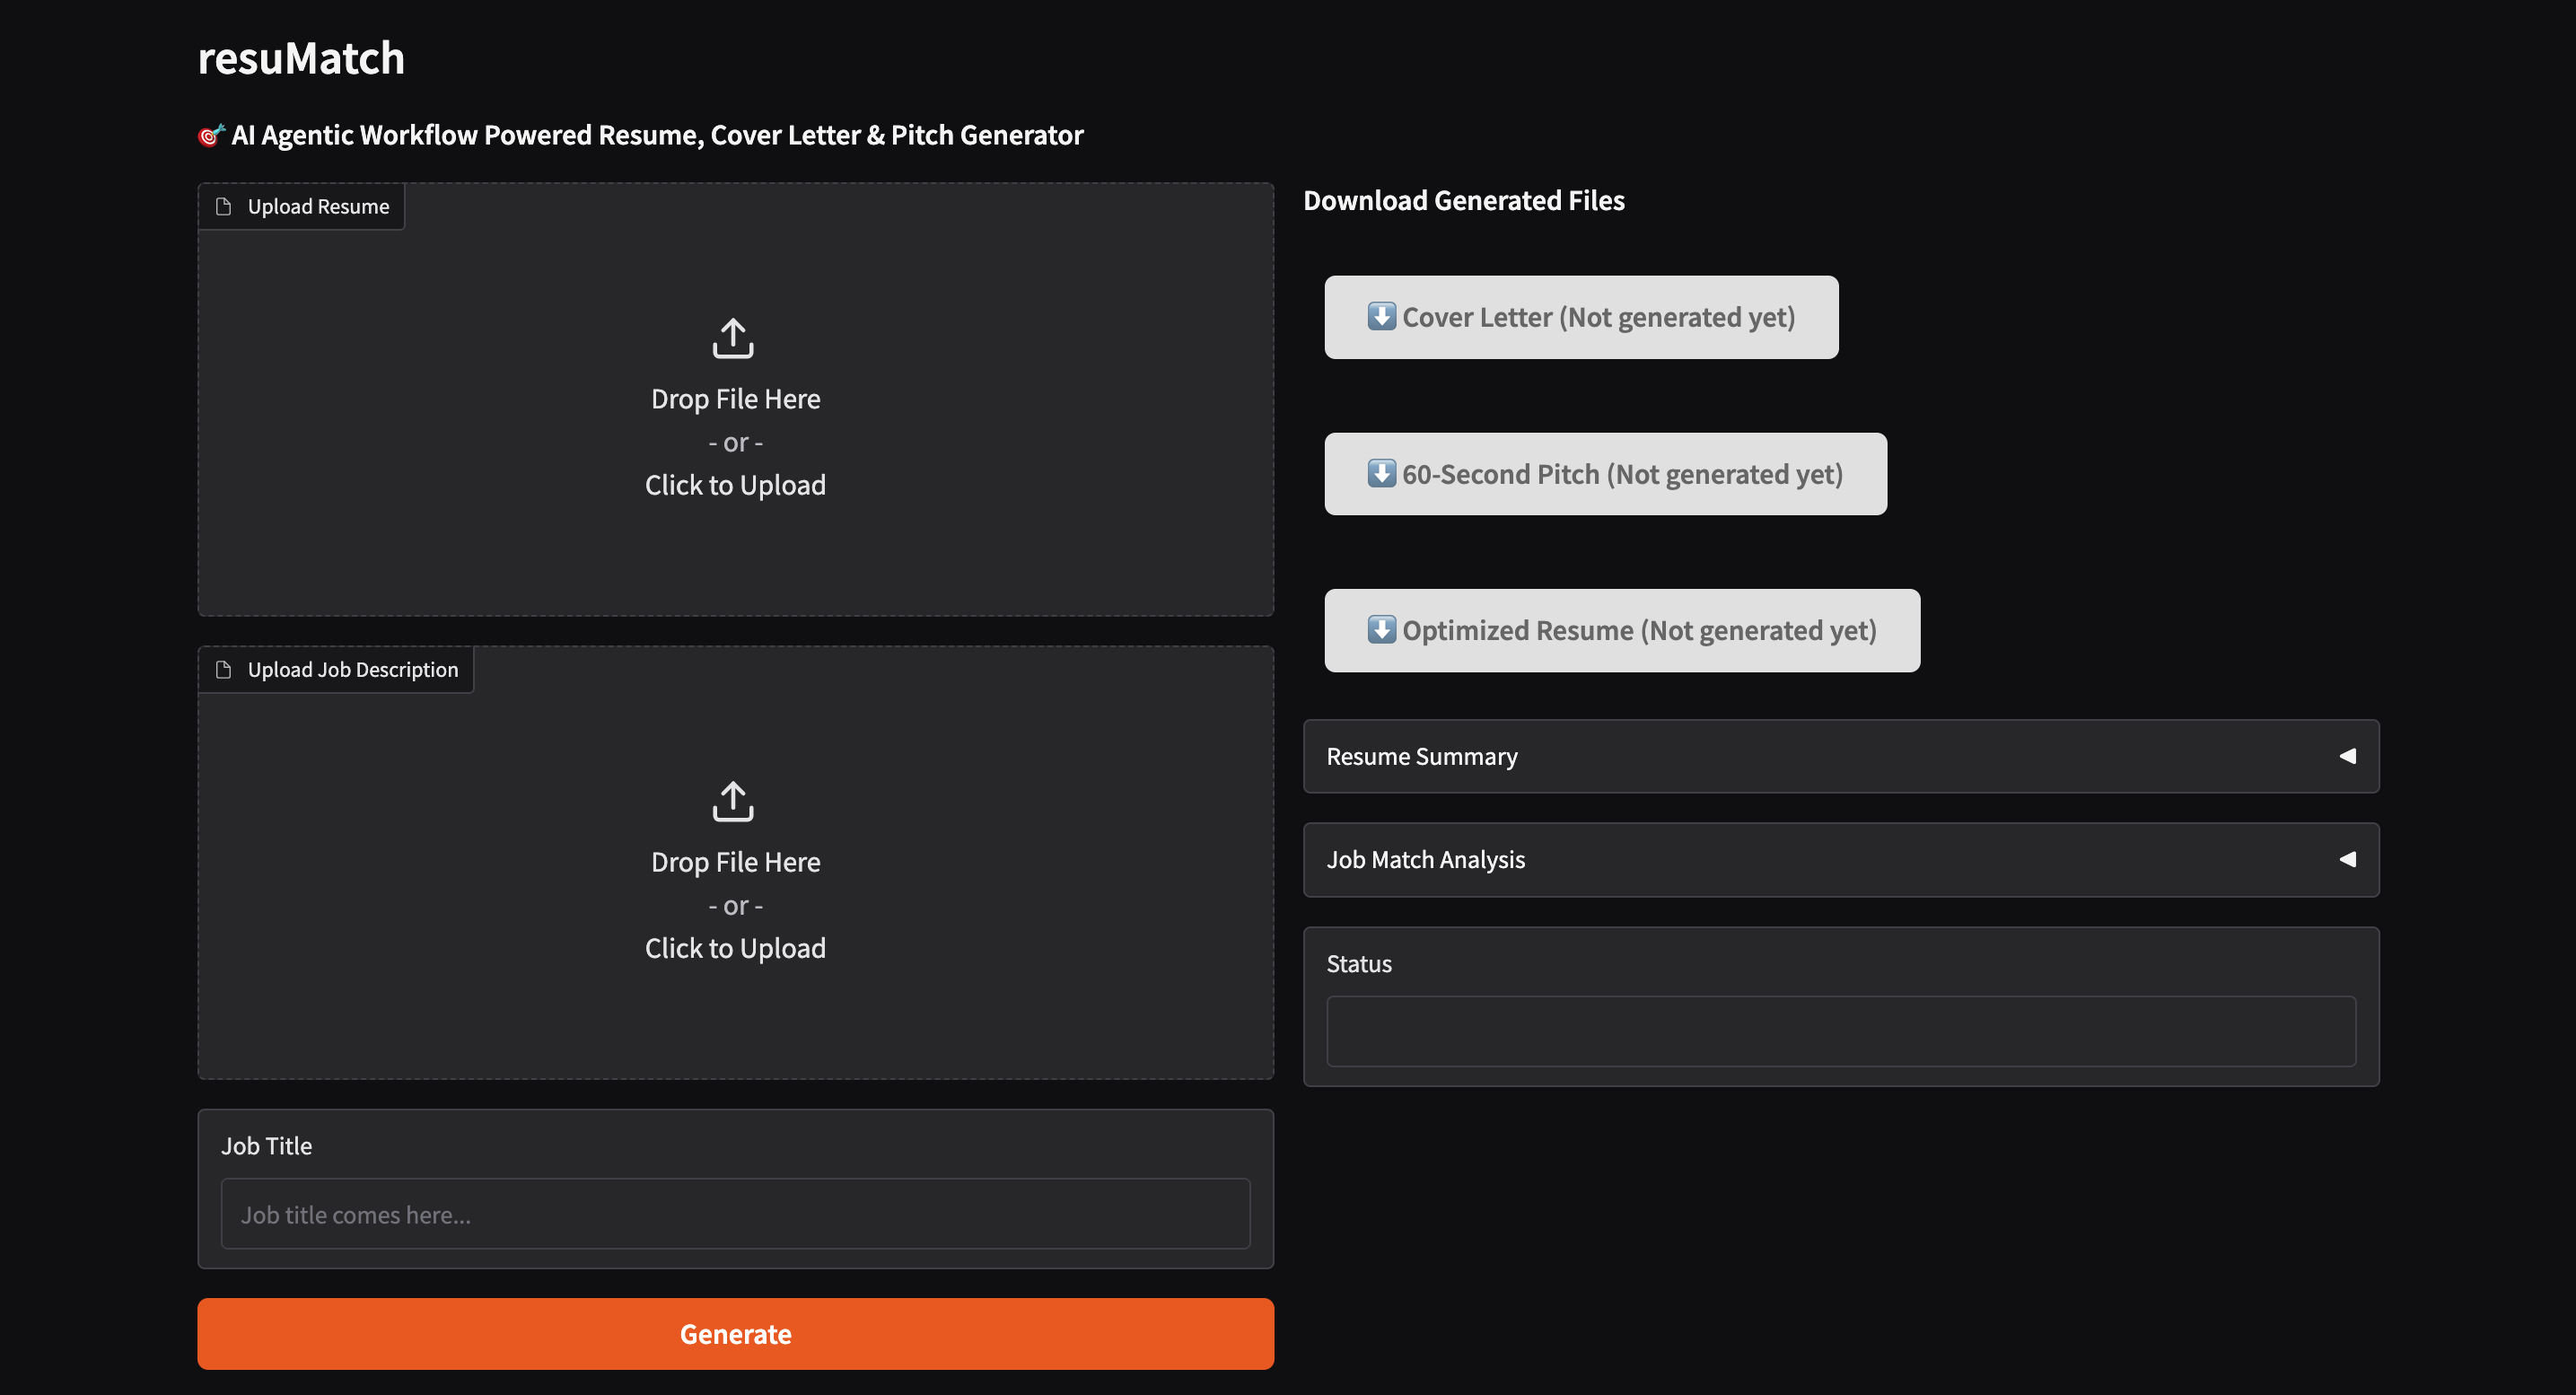 resuMatch
🎯 AI Agentic Workflow Powered Resume, Cover Letter & Pitch Generator
Upload Resume
Drop File Here
- or -
Click to Upload
Upload Job Description
Drop File Here
- or -
Click to Upload
Job Title
Job title comes here...
Generate
Download Generated Files
⬇️ Cover Letter (Not generated yet)
⬇️ 60-Second Pitch (Not generated yet)
⬇️ Optimized Resume (Not generated yet)
Resume Summary
Job Match Analysis
Status